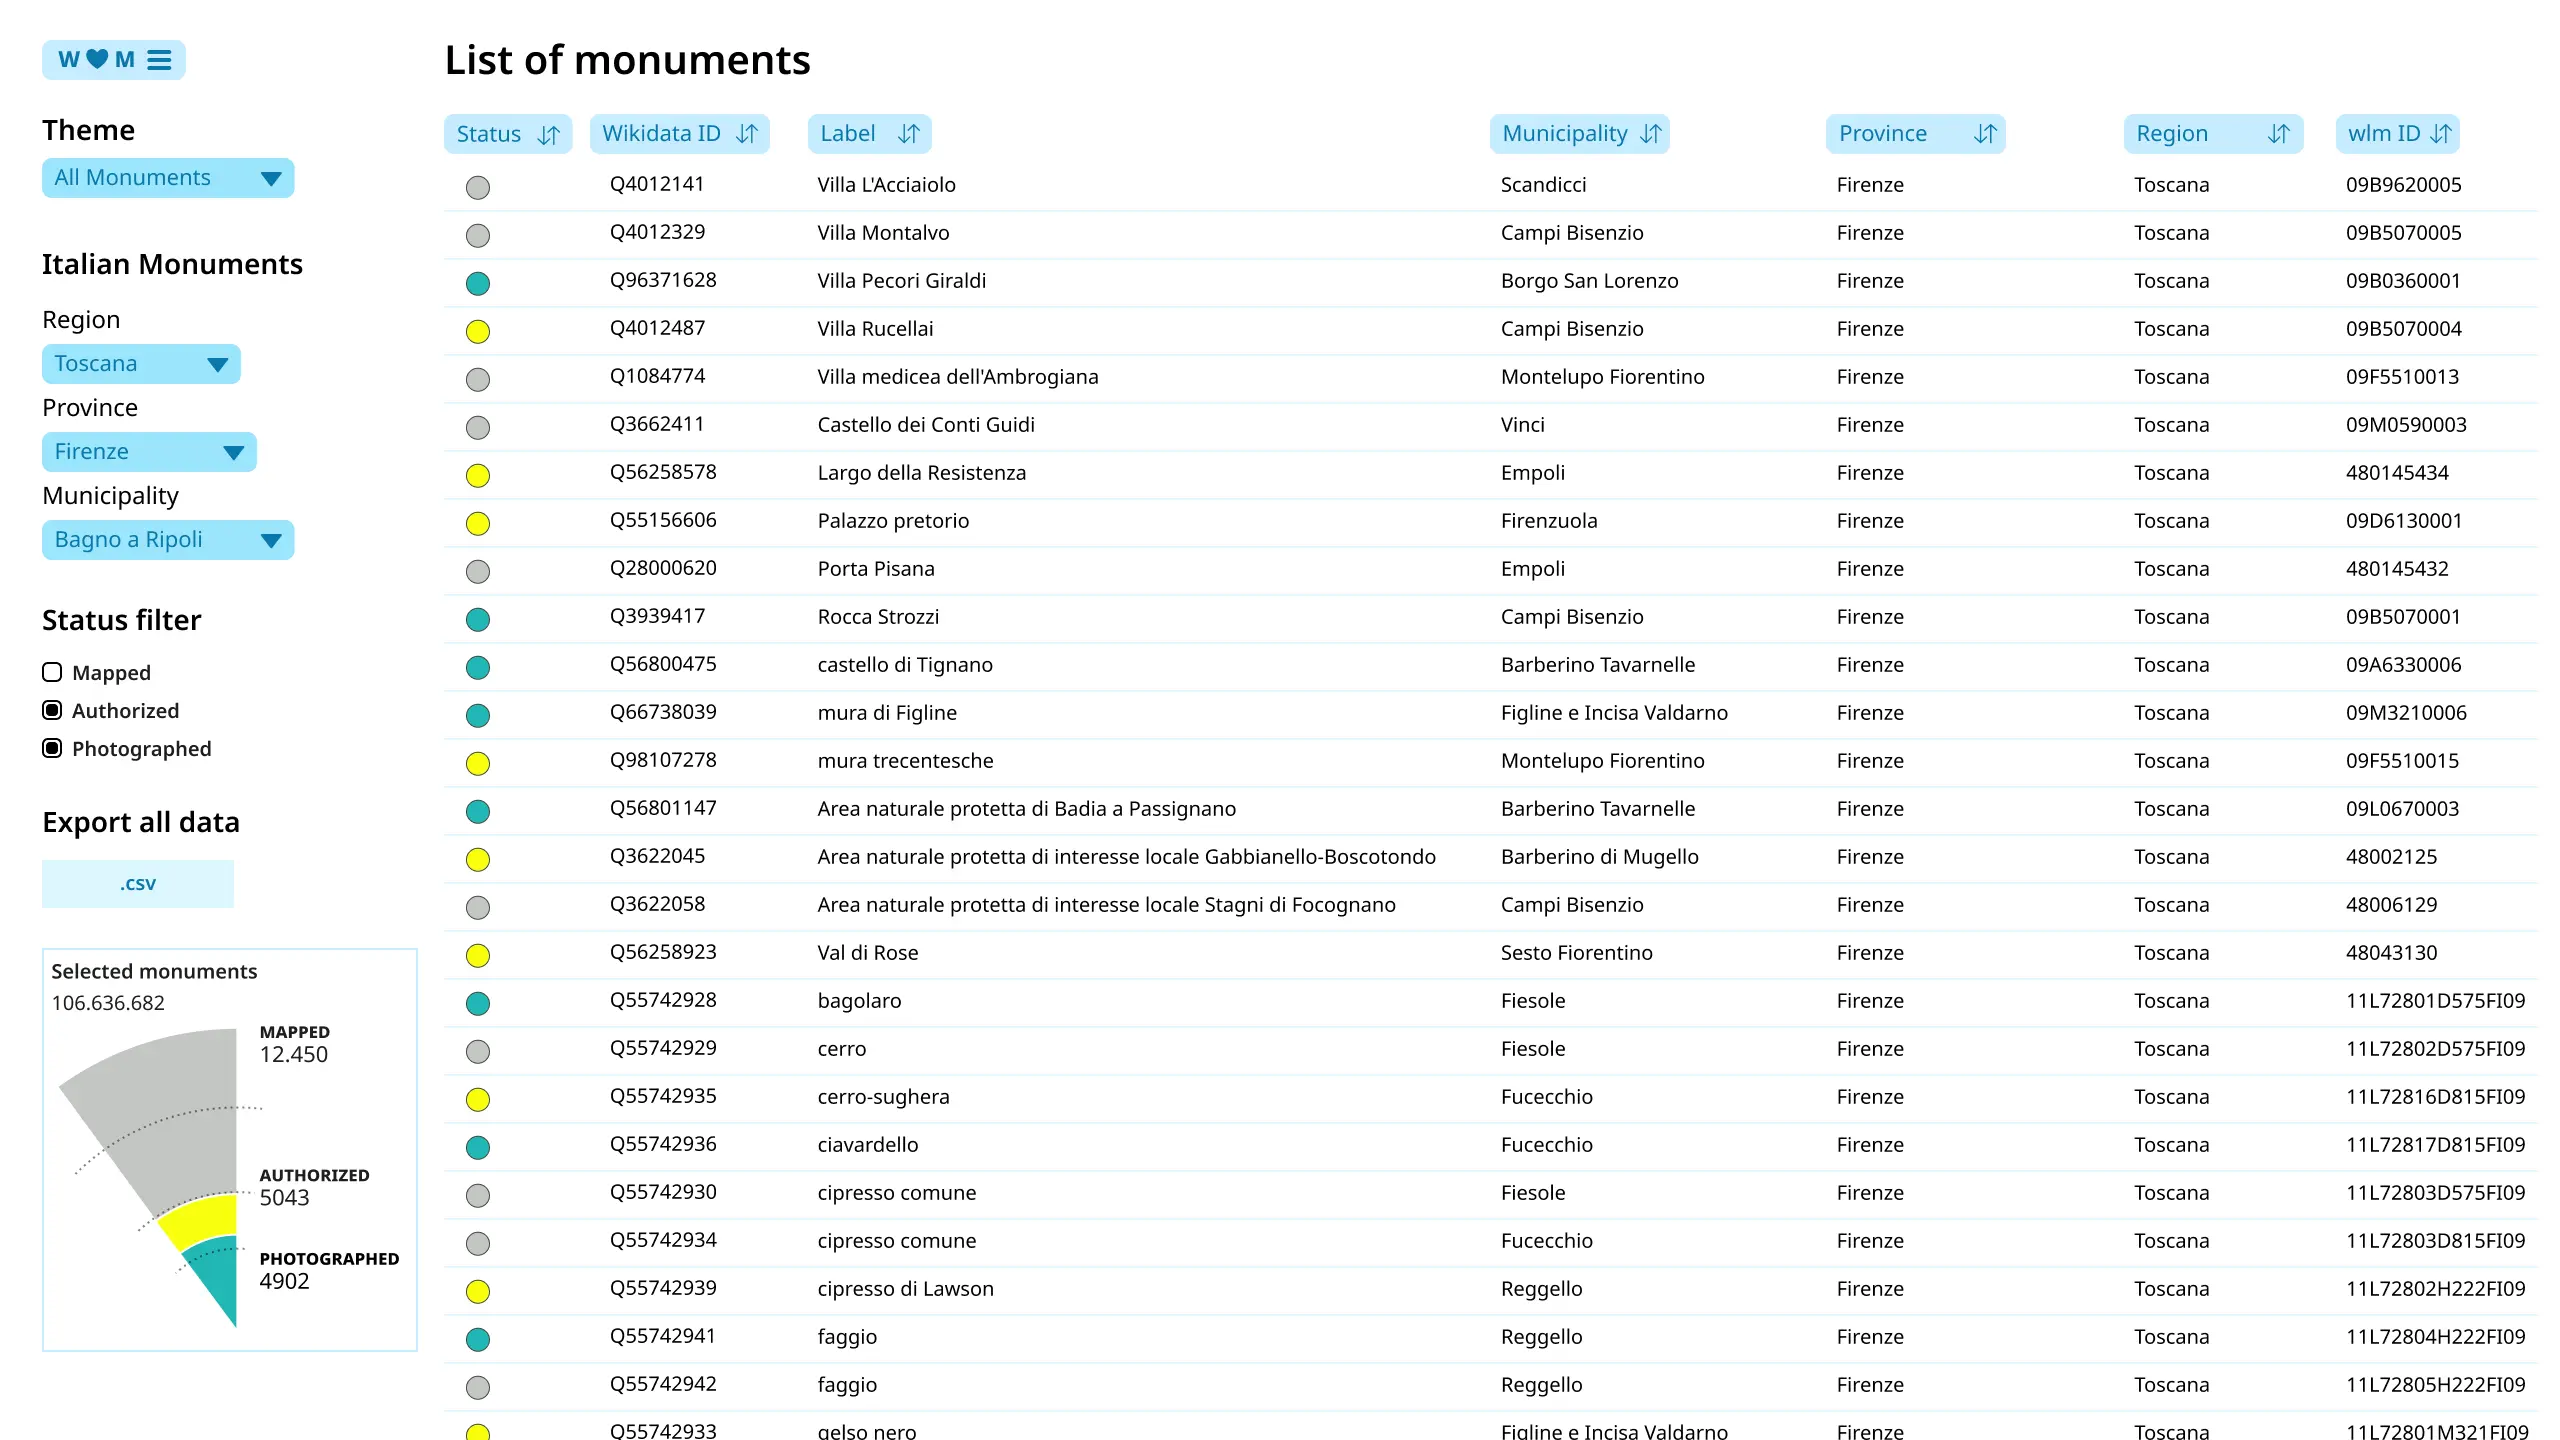 W M
Theme
All Monuments
Italian Monuments
Region
Toscana
Province
Firenze
Municipality
Bagno a Ripoli
Status filter
Mapped
Authorized
Photographed
Export all data
.csv
Selected monuments
106.636.682
MAPPED
12.450
AUTHORIZED
5043
PHOTOGRAPHED
4902
List of monuments
Status Wikidata ID Label Municipality Province Region wlm ID
Q4012141 Villa L'Acciaiolo Scandicci Firenze Toscana 09B9620005
Q4012329 Villa Montalvo Campi Bisenzio Firenze Toscana 09B5070005
Q96371628 Villa Pecori Giraldi Borgo San Lorenzo Firenze Toscana 09B0360001
Q4012487 Villa Rucellai Campi Bisenzio Firenze Toscana 09B5070004
Q1084774 Villa medicea dell'Ambrogiana Montelupo Fiorentino Firenze Toscana 09F5510013
Q3662411 Castello dei Conti Guidi Vinci Firenze Toscana 09M0590003
Q56258578 Largo della Resistenza Empoli Firenze Toscana 480145434
Q55156606 Palazzo pretorio Firenzuola Firenze Toscana 09D6130001
Q28000620 Porta Pisana Empoli Firenze Toscana 480145432
Q3939417 Rocca Strozzi Campi Bisenzio Firenze Toscana 09B5070001
Q56800475 castello di Tignano Barberino Tavarnelle Firenze Toscana 09A6330006
Q66738039 mura di Figline Figline e Incisa Valdarno Firenze Toscana 09M3210006
Q98107278 mura trecentesche Montelupo Fiorentino Firenze Toscana 09F5510015
Q56801147 Area naturale protetta di Badia a Passignano Barberino Tavarnelle Firenze Toscana 09L0670003
Q3622045 Area naturale protetta di interesse locale Gabbianello-Boscotondo Barberino di Mugello Firenze Toscana 48002125
Q3622058 Area naturale protetta di interesse locale Stagni di Focognano Campi Bisenzio Firenze Toscana 48006129
Q56258923 Val di Rose Sesto Fiorentino Firenze Toscana 48043130
Q55742928 bagolaro Fiesole Firenze Toscana 11L72801D575FI09
Q55742929 cerro Fiesole Firenze Toscana 11L72802D575FI09
Q55742935 cerro-sughera Fucecchio Firenze Toscana 11L72816D815FI09
Q55742936 ciavardello Fucecchio Firenze Toscana 11L72817D815FI09
Q55742930 cipresso comune Fiesole Firenze Toscana 11L72803D575FI09
Q55742934 cipresso comune Fucecchio Firenze Toscana 11L72803D815FI09
Q55742939 cipresso di Lawson Reggello Firenze Toscana 11L72802H222FI09
Q55742941 faggio Reggello Firenze Toscana 11L72804H222FI09
Q55742942 faggio Reggello Firenze Toscana 11L72805H222FI09
Q55742933 gelso nero Figline e Incisa Valdarno Firenze Toscana 11L72801M321FI09